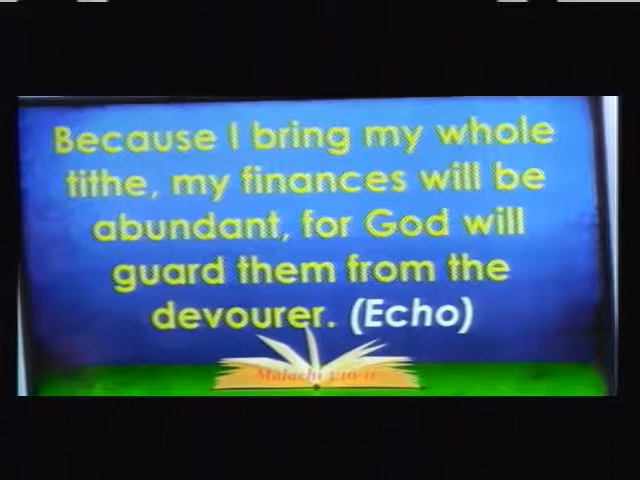 Because I bring my whole
tithe, my finances will be
abundant, for God will
guard them from the
devourer. (Echo)
Malachi 3:10-11